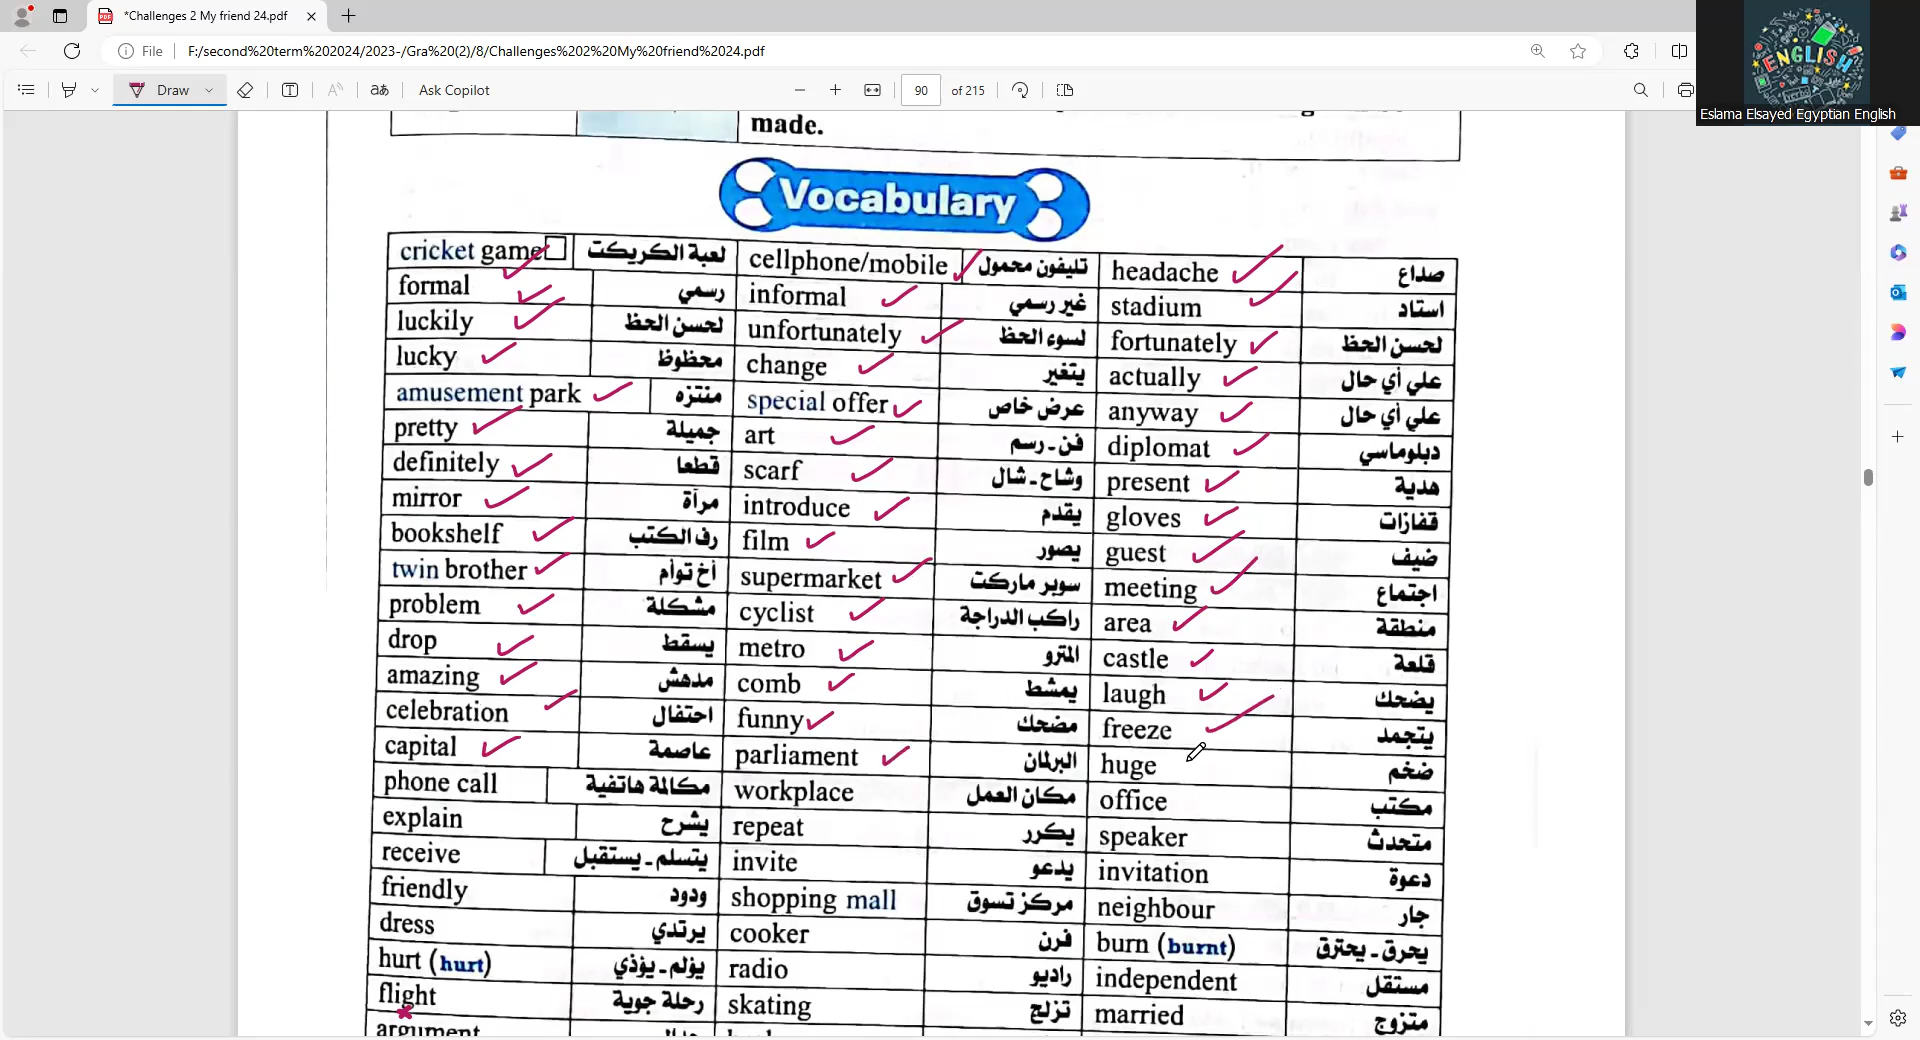 *Challenges 2 My friend 24.pdf
File
F:/second%20term%202024/2023-/Gra%20(2)/8/Challenges%202%20My%20friend%2024.pdf
Draw
Ask Copilot
90 of 215
ENGLISH
Eslama Elsayed Egyptian English
made.
Vocabulary
cricket game لعبة الكريكت cellphone/mobile تليفون محمول headache صداع
formal رسمي informal غير رسمي stadium استاد
luckily لحسن الحظ unfortunately لسوء الحظ fortunately لحسن الحظ
lucky محظوظ change يتغير actually علي أي حال
amusement park منتزه special offer عرض خاص anyway علي أي حال
pretty جميلة art فن - رسم diplomat دبلوماسي
definitely قطعا scarf وشاح - شال present هدية
mirror مرآة introduce يقدم gloves قفازات
bookshelf رف الكتب film يصور guest ضيف
twin brother أخ توأم supermarket سوبر ماركت meeting اجتماع
problem مشكلة cyclist راكب الدراجة area منطقة
drop يسقط metro المترو castle قلعة
amazing مدهش comb يمشط laugh يضحك
celebration احتفال funny مضحك freeze يتجمد
capital عاصمة parliament البرلمان huge ضخم
phone call مكالمة هاتفية workplace مكان العمل office مكتب
explain يشرح repeat يكرر speaker متحدث
receive يتسلم - يستقبل invite يدعو invitation دعوة
friendly ودود shopping mall مركز تسوق neighbour جار
dress يرتدي cooker فرن burn (burnt) يحرق - يحترق
hurt (hurt) يؤلم - يؤذي radio راديو independent مستقل
flight رحلة جوية skating تزلج married متزوج
argument